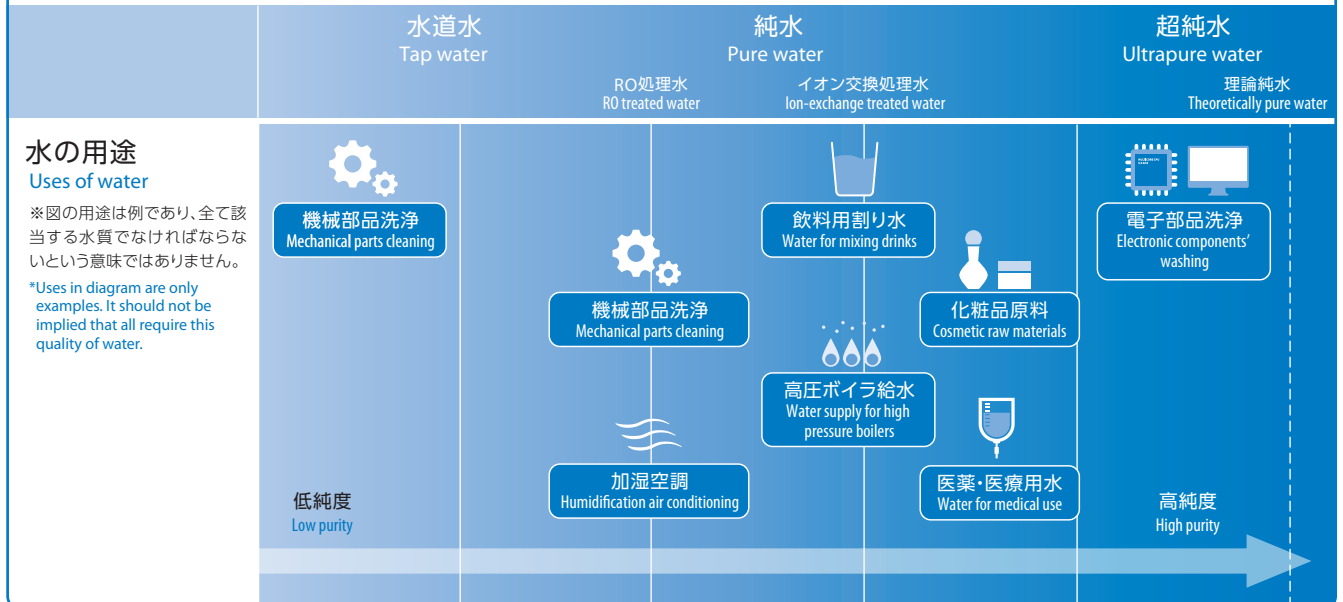 水道水
Tap water
純水
Pure water
超純水
Ultrapure water
RO処理水
RO treated water
イオン交換処理水
Ion-exchange treated water
理論純水
Theoretically pure water
水の用途
Uses of water
※図の用途は例であり、全て該
当する水質でなければならな
いという意味ではありません。
*Uses in diagram are only
examples. It should not be
implied that all require this
quality of water.
機械部品洗浄
Mechanical parts cleaning
機械部品洗浄
Mechanical parts cleaning
加湿空調
Humidification air conditioning
飲料用割り水
Water for mixing drinks
高圧ボイラ給水
Water supply for high
pressure boilers
化粧品原料
Cosmetic raw materials
医薬・医療用水
Water for medical use
電子部品洗浄
Electronic components'
washing
低純度
Low purity
高純度
High purity